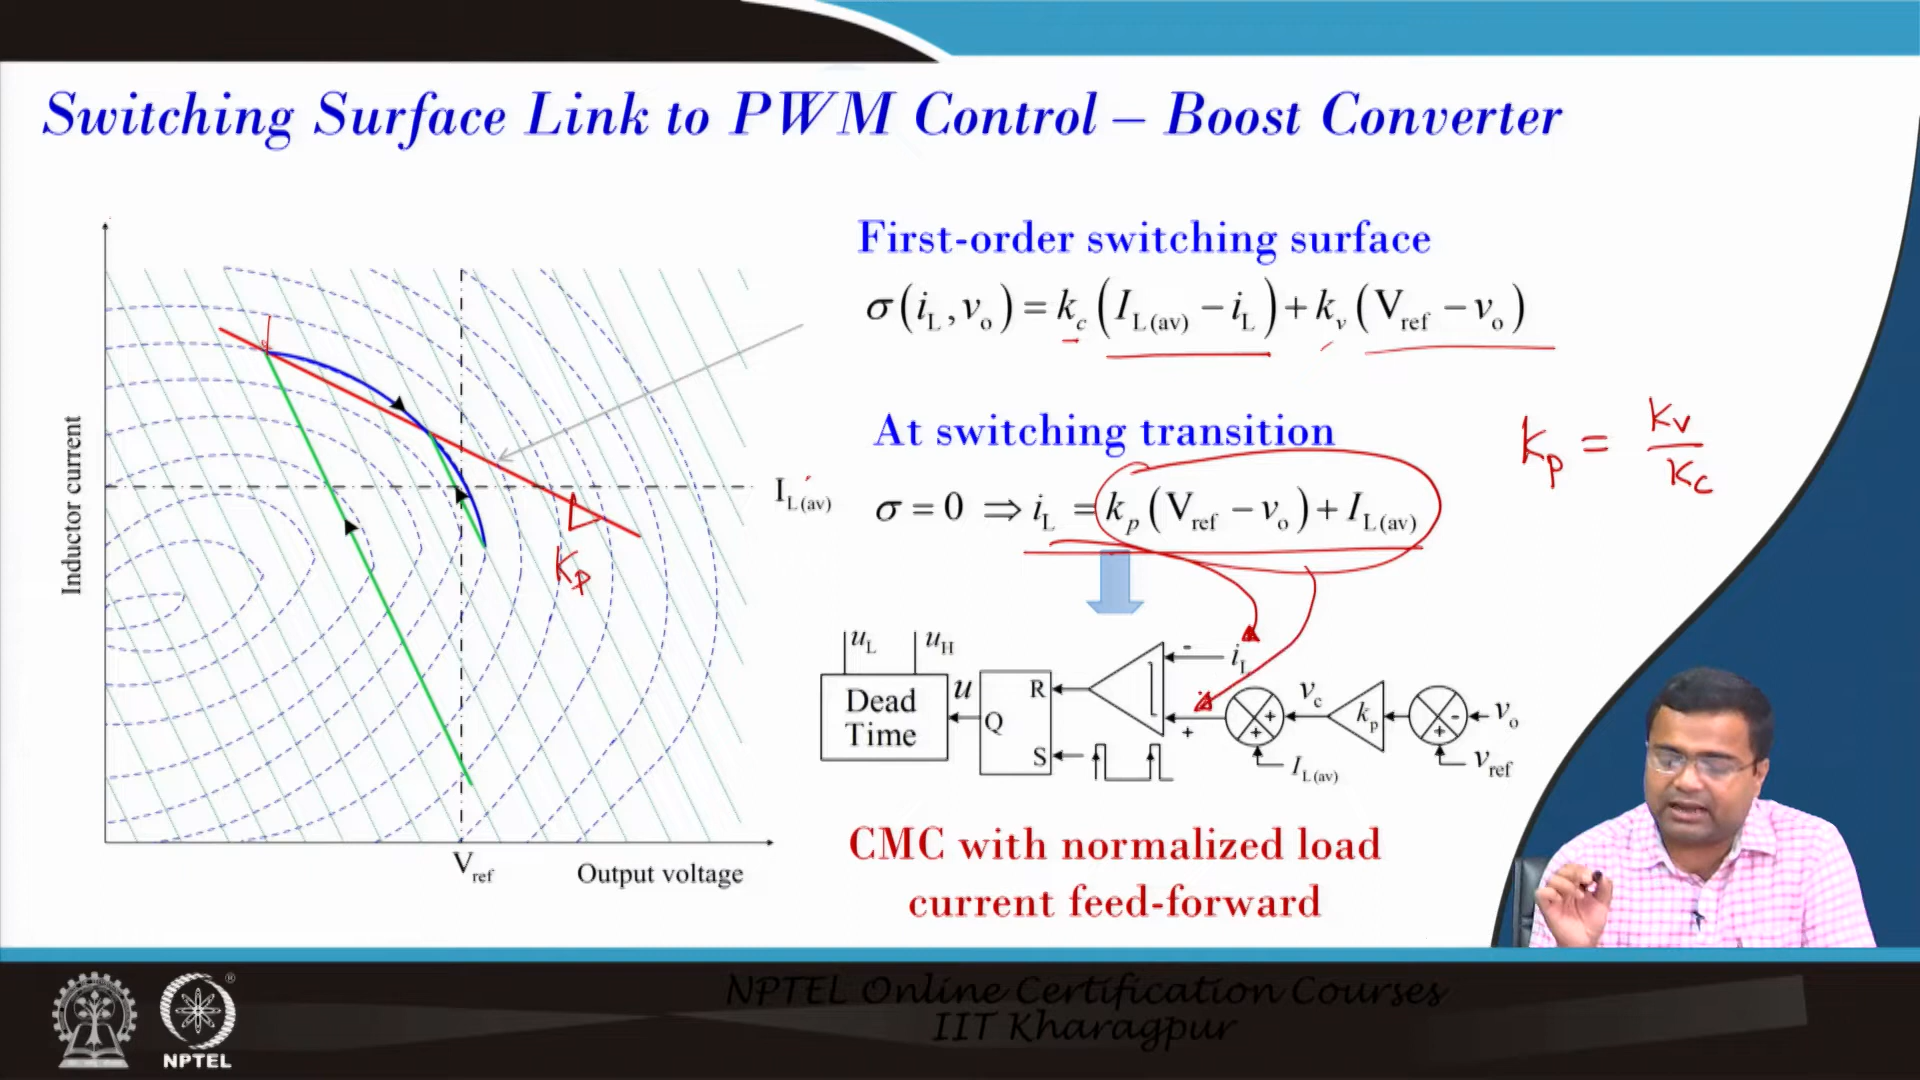 Switching Surface Link to PWM Control – Boost Converter
First-order switching surface
σ(i_L, v_o) = k_c (I_L(av) − i_L) + k_v (V_ref − v_o)
At switching transition
σ = 0 ⇒ i_L = k_p (V_ref − v_o) + I_L(av)
K_p = K_v / K_c
Inductor current
I_L(av)
K_p
V_ref
Output voltage
u_L u_H
Dead
Time
u
R
Q
S
- i_L
+
v_c
k_p
+
+
I_L(av)
-
+
v_o
v_ref
CMC with normalized load
current feed-forward
NPTEL
®
NPTEL Online Certification Courses
IIT Kharagpur